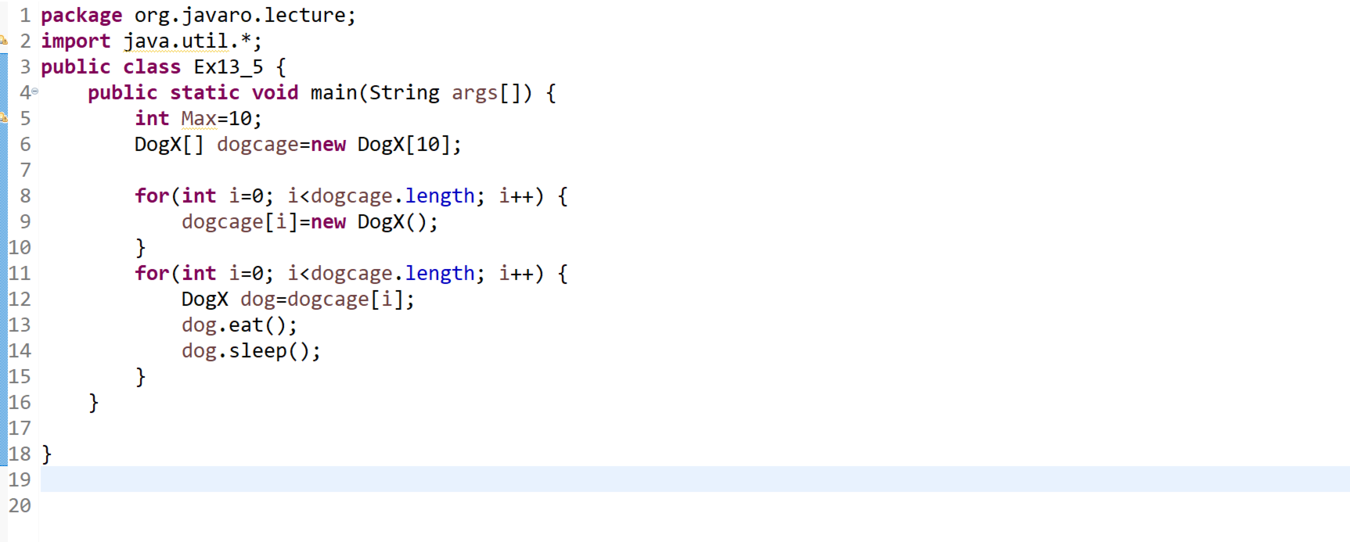 1 package org.javaro.lecture;
2 import java.util.*;
3 public class Ex13_5 {
4     public static void main(String args[]) {
5         int Max=10;
6         DogX[] dogcage=new DogX[10];
7
8         for(int i=0; i<dogcage.length; i++) {
9             dogcage[i]=new DogX();
10         }
11         for(int i=0; i<dogcage.length; i++) {
12             DogX dog=dogcage[i];
13             dog.eat();
14             dog.sleep();
15         }
16     }
17
18 }
19
20